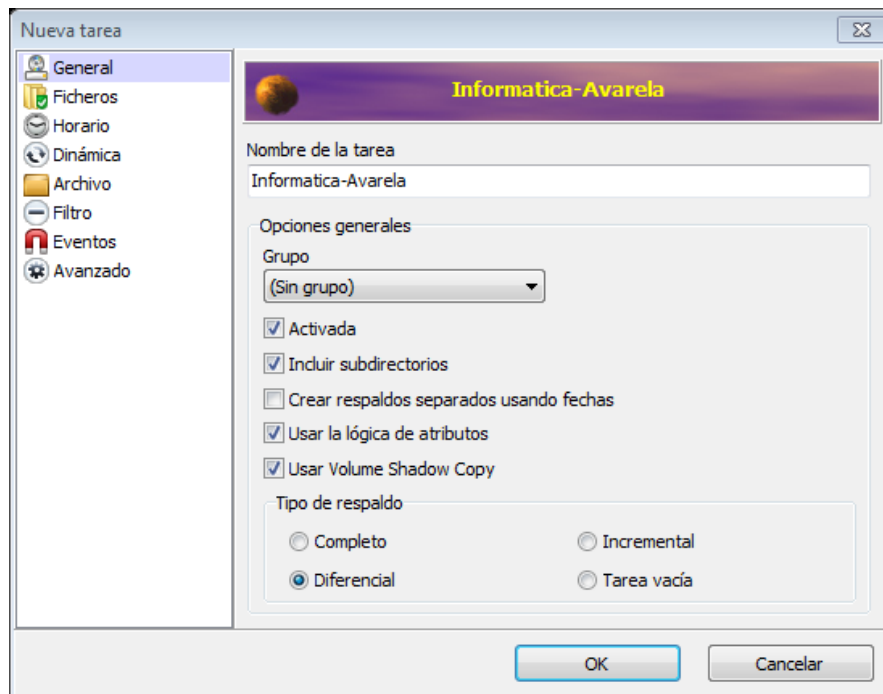 Nueva tarea
General
Ficheros
Horario
Dinámica
Archivo
Filtro
Eventos
Avanzado
Informatica-Avarela
Nombre de la tarea
Informatica-Avarela
Opciones generales
Grupo
(Sin grupo)
Activada
Incluir subdirectorios
Crear respaldos separados usando fechas
Usar la lógica de atributos
Usar Volume Shadow Copy
Tipo de respaldo
Completo
Incremental
Diferencial
Tarea vacía
OK
Cancelar